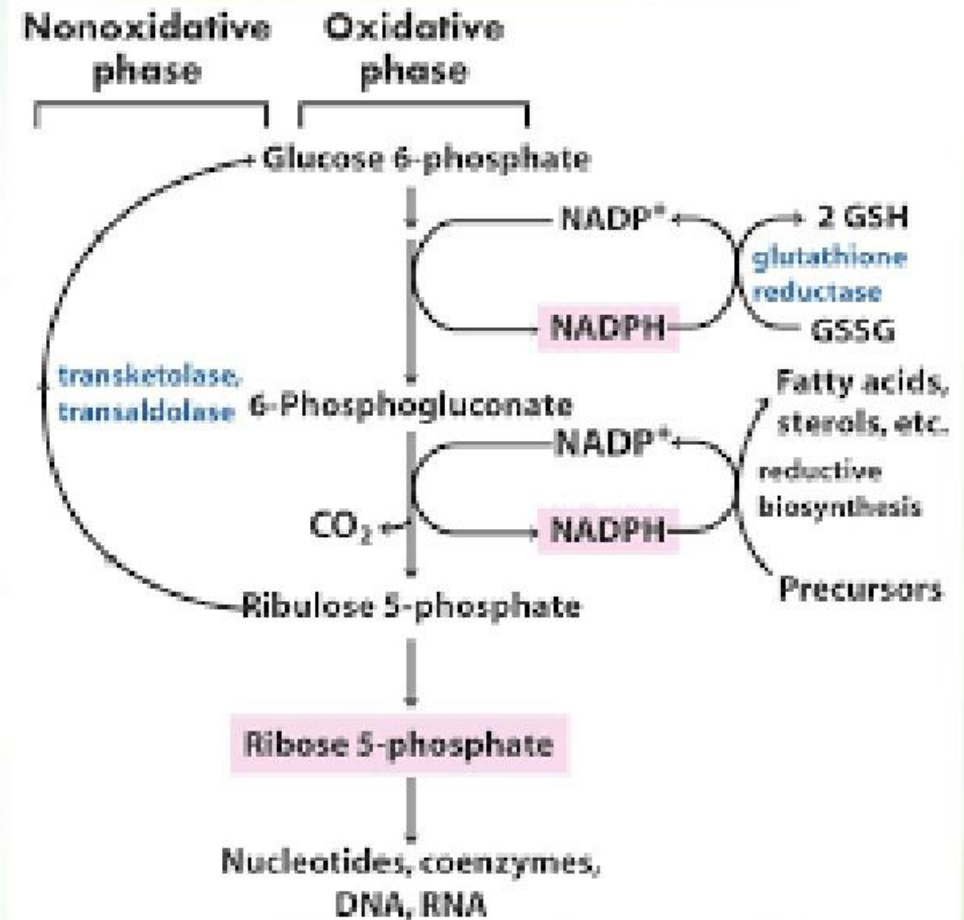 Nonoxidative
phase
Oxidative
phase
Glucose 6-phosphate
NADP⁺
2 GSH
glutathione
reductase
NADPH
GSSG
transketolase,
transaldolase
6-Phosphogluconate
Fatty acids,
sterols, etc.
NADP⁺
reductive
biosynthesis
CO₂
NADPH
Precursors
Ribulose 5-phosphate
Ribose 5-phosphate
Nucleotides, coenzymes,
DNA, RNA